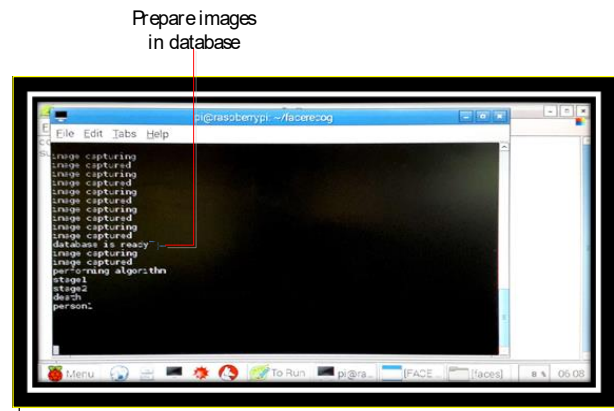 Prepare images
in database
pi@raspberrypi: ~/facerecog
File Edit Tabs Help
image capturing
image captured
image capturing
image captured
image capturing
image captured
image capturing
image captured
image capturing
image captured
database is ready
image capturing
image captured
performing algorithm
stage1
stage2
death
person1
Menu To Run pi@ra... [FACE... [faces] 8 % 06:08